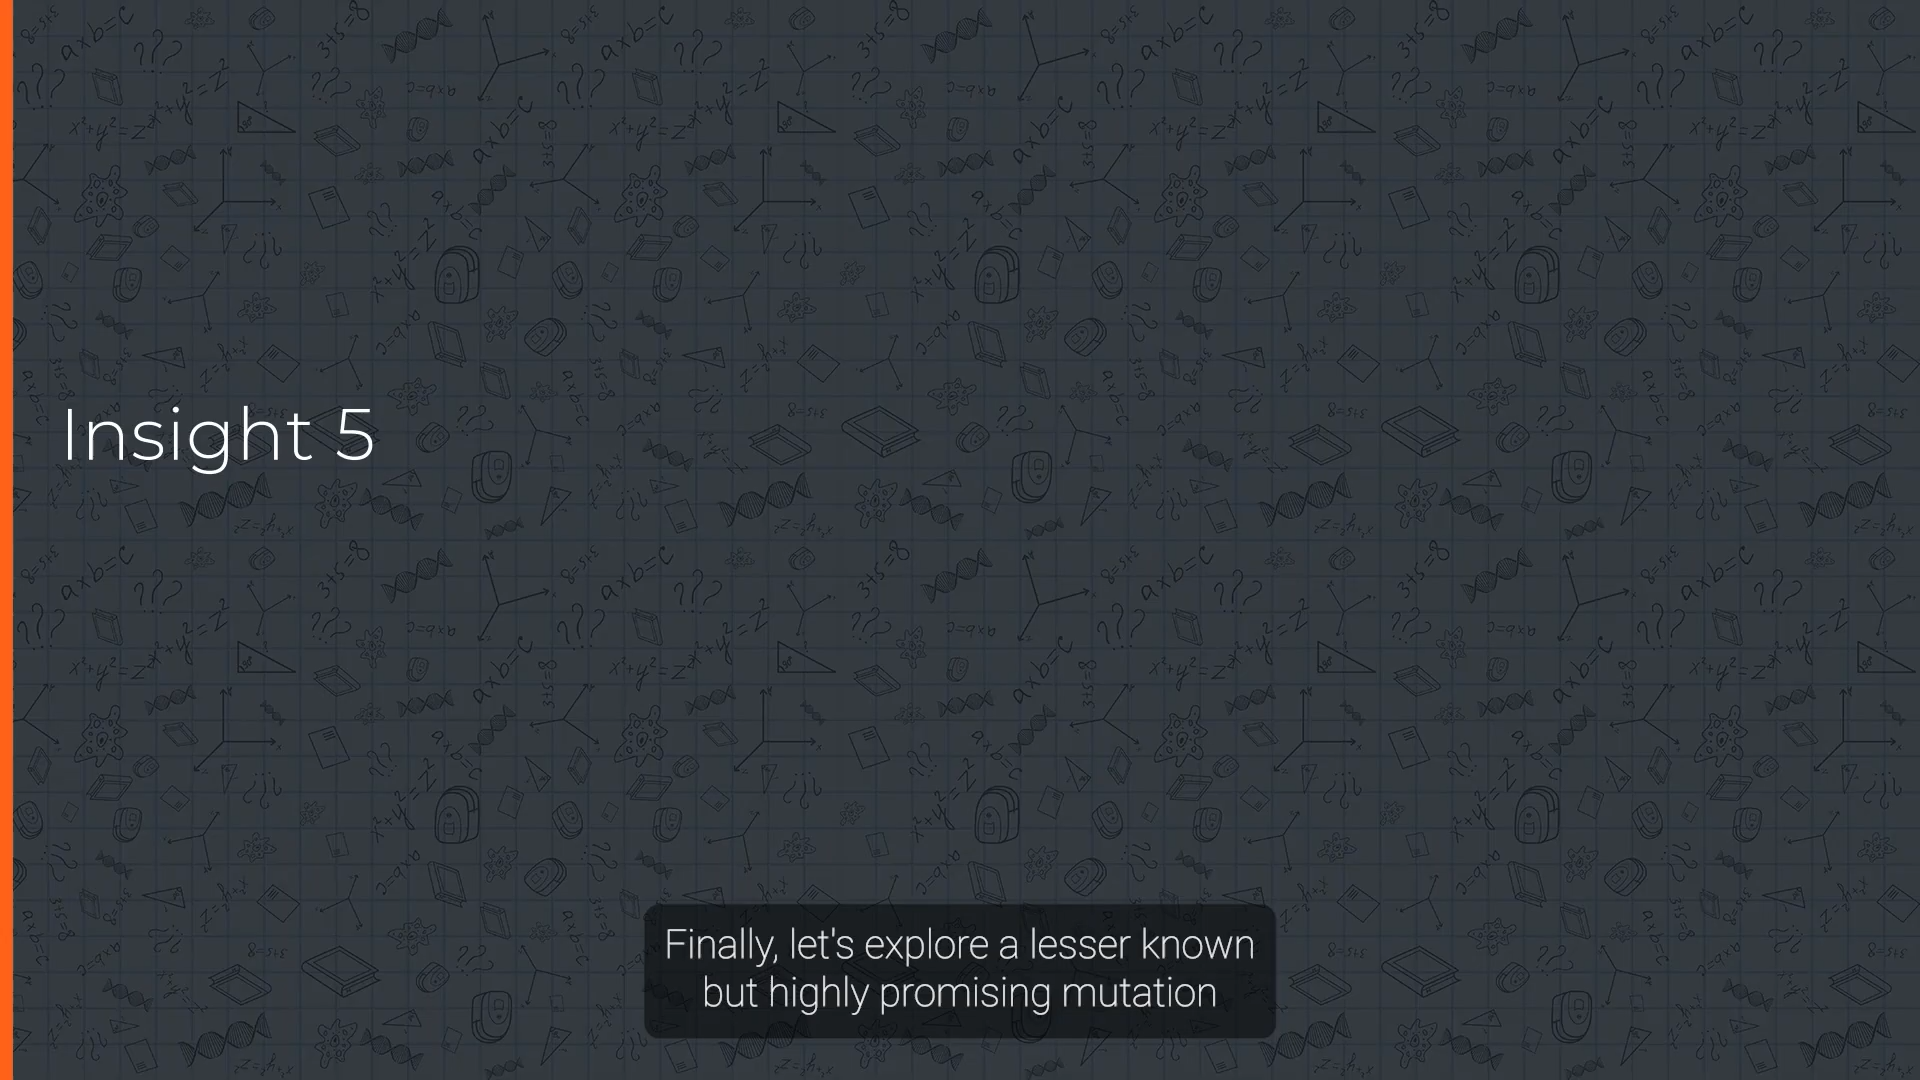 Insight 5
Finally, let's explore a lesser known
but highly promising mutation